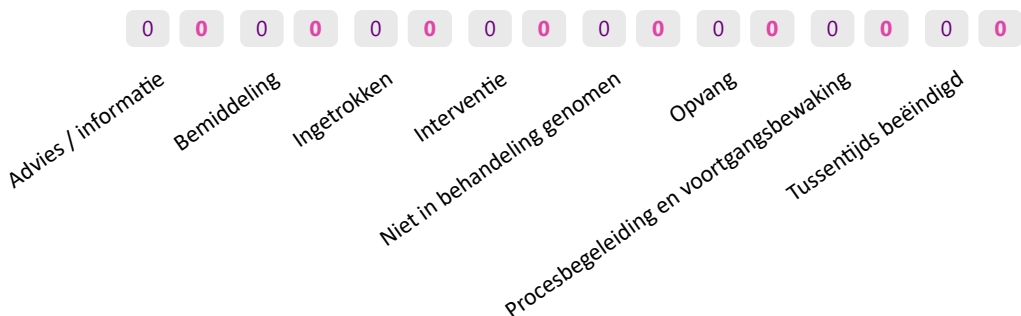 0 0 0 0 0 0 0 0 0 0 0 0 0 0 0 0
Advies / informatie
Bemiddeling
Ingetrokken
Interventie
Niet in behandeling genomen
Opvang
Procesbegeleiding en voortgangsbewaking
Tussentijds beëindigd